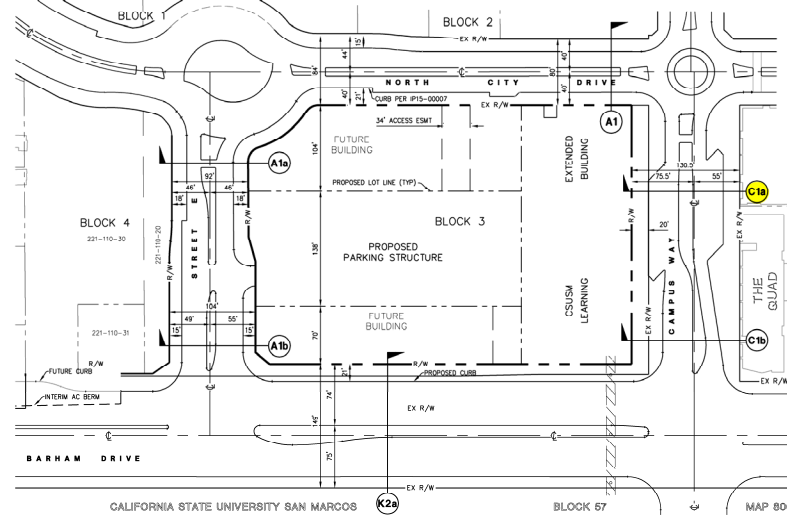 BLOCK 1
BLOCK 2
EX R/W
15'
44'
84'
40'
21'
80'
40'
40'
NORTH CITY DRIVE
CURB PER IP15-00007
EX R/W
34' ACCESS ESMT
A1
FUTURE
BUILDING
104'
EXTENDED
BUILDING
A1a
92'
46'
46'
18'
18'
PROPOSED LOT LINE (TYP)
130.5'
75.5'
55'
C1a
R/W
BLOCK 4
221-110-30
221-110-20
STREET E
R/W
BLOCK 3
PROPOSED
PARKING STRUCTURE
138'
R/W
20'
EX R/W
CAMPUS WAY
THE
QUAD
CSUSM
LEARNING
EX R/W
104'
49'
55'
15'
15'
FUTURE
BUILDING
70'
221-110-31
A1b
C1b
R/W
FUTURE CURB
R/W
21'
PROPOSED CURB
EX R/W
INTERIM AC BERM
EX R/W
74'
149'
75'
BARHAM DRIVE
EX R/W
CALIFORNIA STATE UNIVERSITY SAN MARCOS
K2a
BLOCK 57
MAP 80